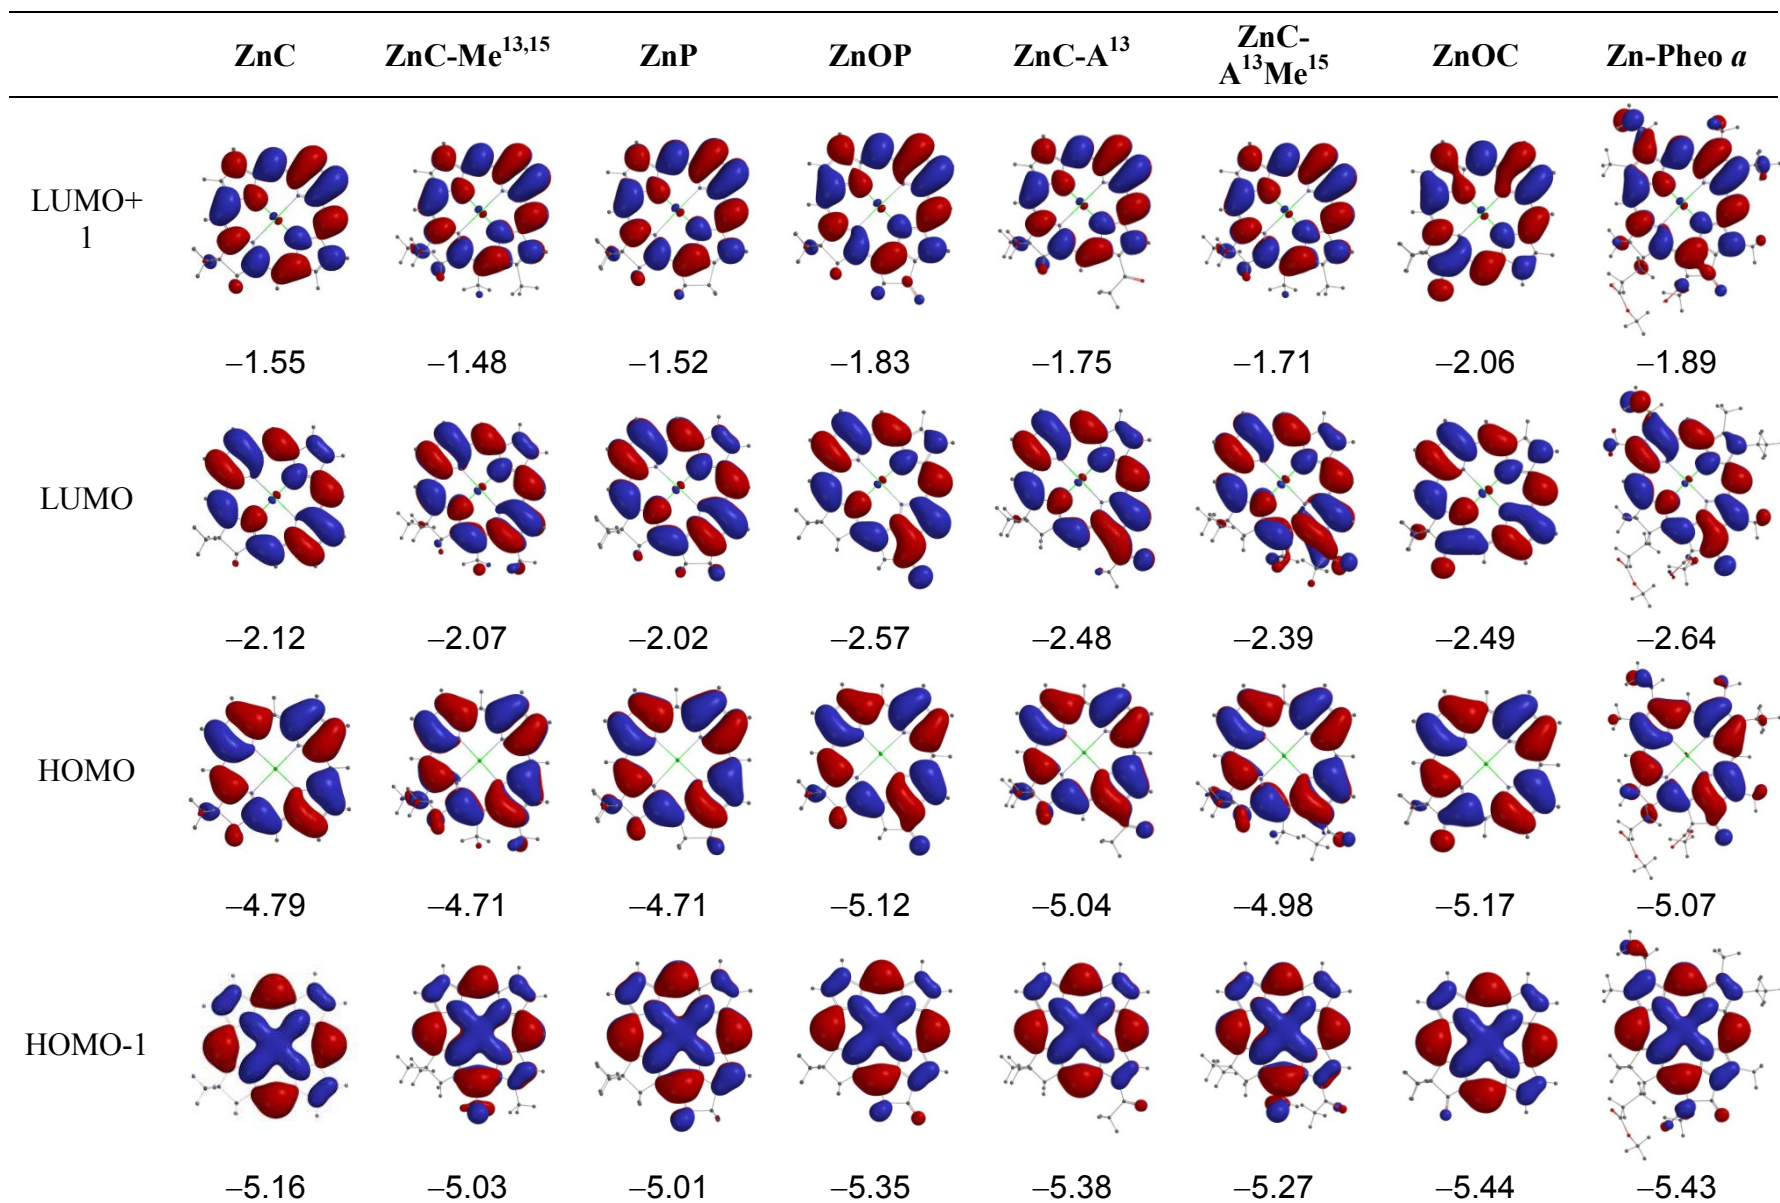 ZnC ZnC-Me13,15 ZnP ZnOP ZnC-A13 ZnC-A13Me15 ZnOC Zn-Pheo a
LUMO+1
−1.55 −1.48 −1.52 −1.83 −1.75 −1.71 −2.06 −1.89
LUMO
−2.12 −2.07 −2.02 −2.57 −2.48 −2.39 −2.49 −2.64
HOMO
−4.79 −4.71 −4.71 −5.12 −5.04 −4.98 −5.17 −5.07
HOMO-1
−5.16 −5.03 −5.01 −5.35 −5.38 −5.27 −5.44 −5.43